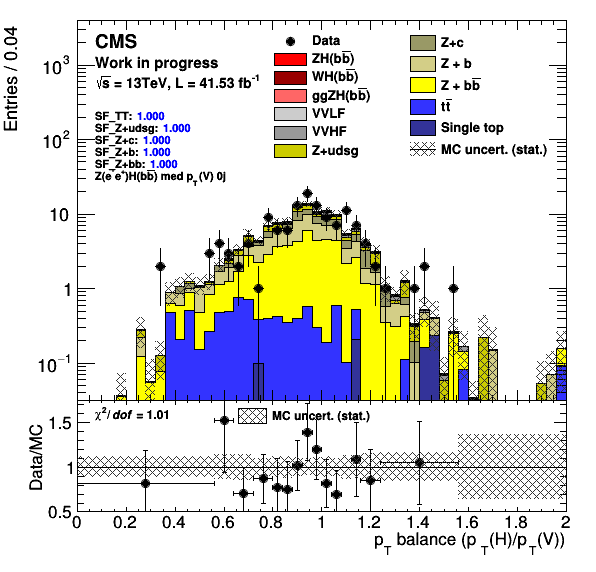 CMS
Work in progress
√s = 13TeV, L = 41.53 fb⁻¹
SF_TT: 1.000
SF_Z+udsg: 1.000
SF_Z+c: 1.000
SF_Z+b: 1.000
SF_Z+bb: 1.000
Z(e⁺e⁻)H(bb̅) med p_T(V) 0j
Data
ZH(bb̅)
WH(bb̅)
ggZH(bb̅)
VVLF
VVHF
Z+udsg
Z+c
Z + b
Z + bb̅
tt̅
Single top
MC uncert. (stat.)
Entries / 0.04
10³
10²
10
1
10⁻¹
χ²/dof = 1.01
MC uncert. (stat.)
Data/MC
1.5
1
0.5
0 0.2 0.4 0.6 0.8 1 1.2 1.4 1.6 1.8 2
p_T balance (p_T(H)/p_T(V))